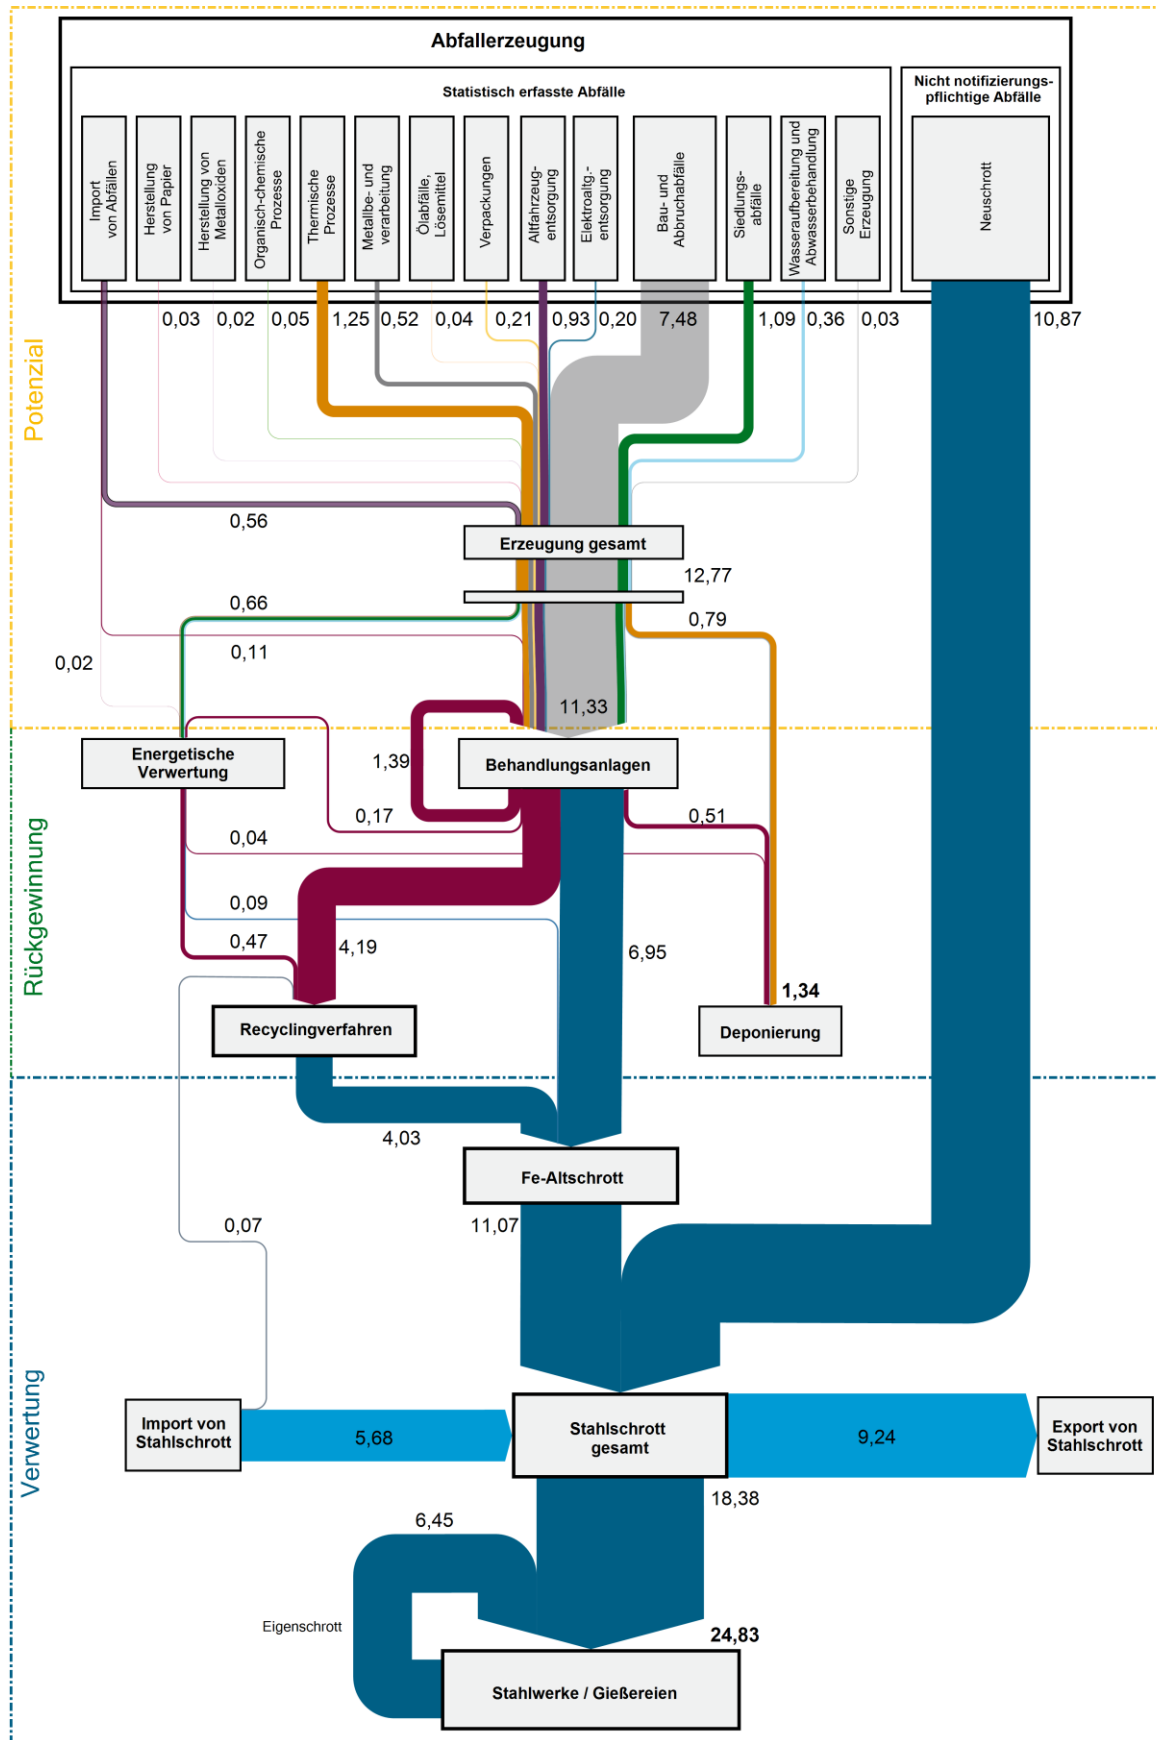 Abfallerzeugung
Statistisch erfasste Abfälle
Nicht notifizierungs-
pflichtige Abfälle
Import
von Abfällen
Herstellung
von Papier
Herstellung von
Metalloxiden
Organisch-chemische
Prozesse
Thermische
Prozesse
Metallbe- und
verarbeitung
Ölabfälle,
Lösemittel
Verpackungen
Altfahrzeug-
entsorgung
Elektroaltg.-
entsorgung
Bau- und
Abbruchabfälle
Siedlungs-
abfälle
Wasseraufbereitung und
Abwasserbehandlung
Sonstige
Erzeugung
Neuschrott
0,03
0,02
0,05
1,25
0,52
0,04
0,21
0,93
0,20
7,48
1,09
0,36
0,03
10,87
Potenzial
0,56
Erzeugung gesamt
12,77
0,66
0,79
0,11
0,02
11,33
Energetische
Verwertung
1,39
Behandlungsanlagen
0,17
0,51
0,04
Rückgewinnung
0,09
0,47
4,19
6,95
1,34
Recyclingverfahren
Deponierung
4,03
Fe-Altschrott
11,07
0,07
Verwertung
Import von
Stahlschrott
5,68
Stahlschrott
gesamt
9,24
Export von
Stahlschrott
18,38
6,45
Eigenschrott
24,83
Stahlwerke / Gießereien